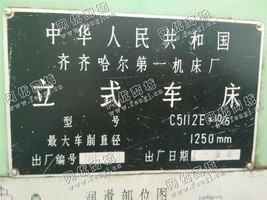 中华人民共和国
齐齐哈尔第一机床厂
立式车床
型号 C5112E×10/5
最大车削直径 1250mm
出厂编号 出厂日期
润滑部位图